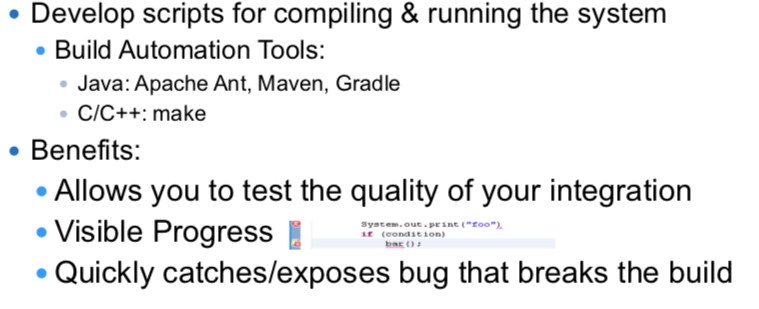 Develop scripts for compiling & running the system
Build Automation Tools:
Java: Apache Ant, Maven, Gradle
C/C++: make
Benefits:
Allows you to test the quality of your integration
Visible Progress
System.out.print("foo")
if (condition)
bar();
Quickly catches/exposes bug that breaks the build